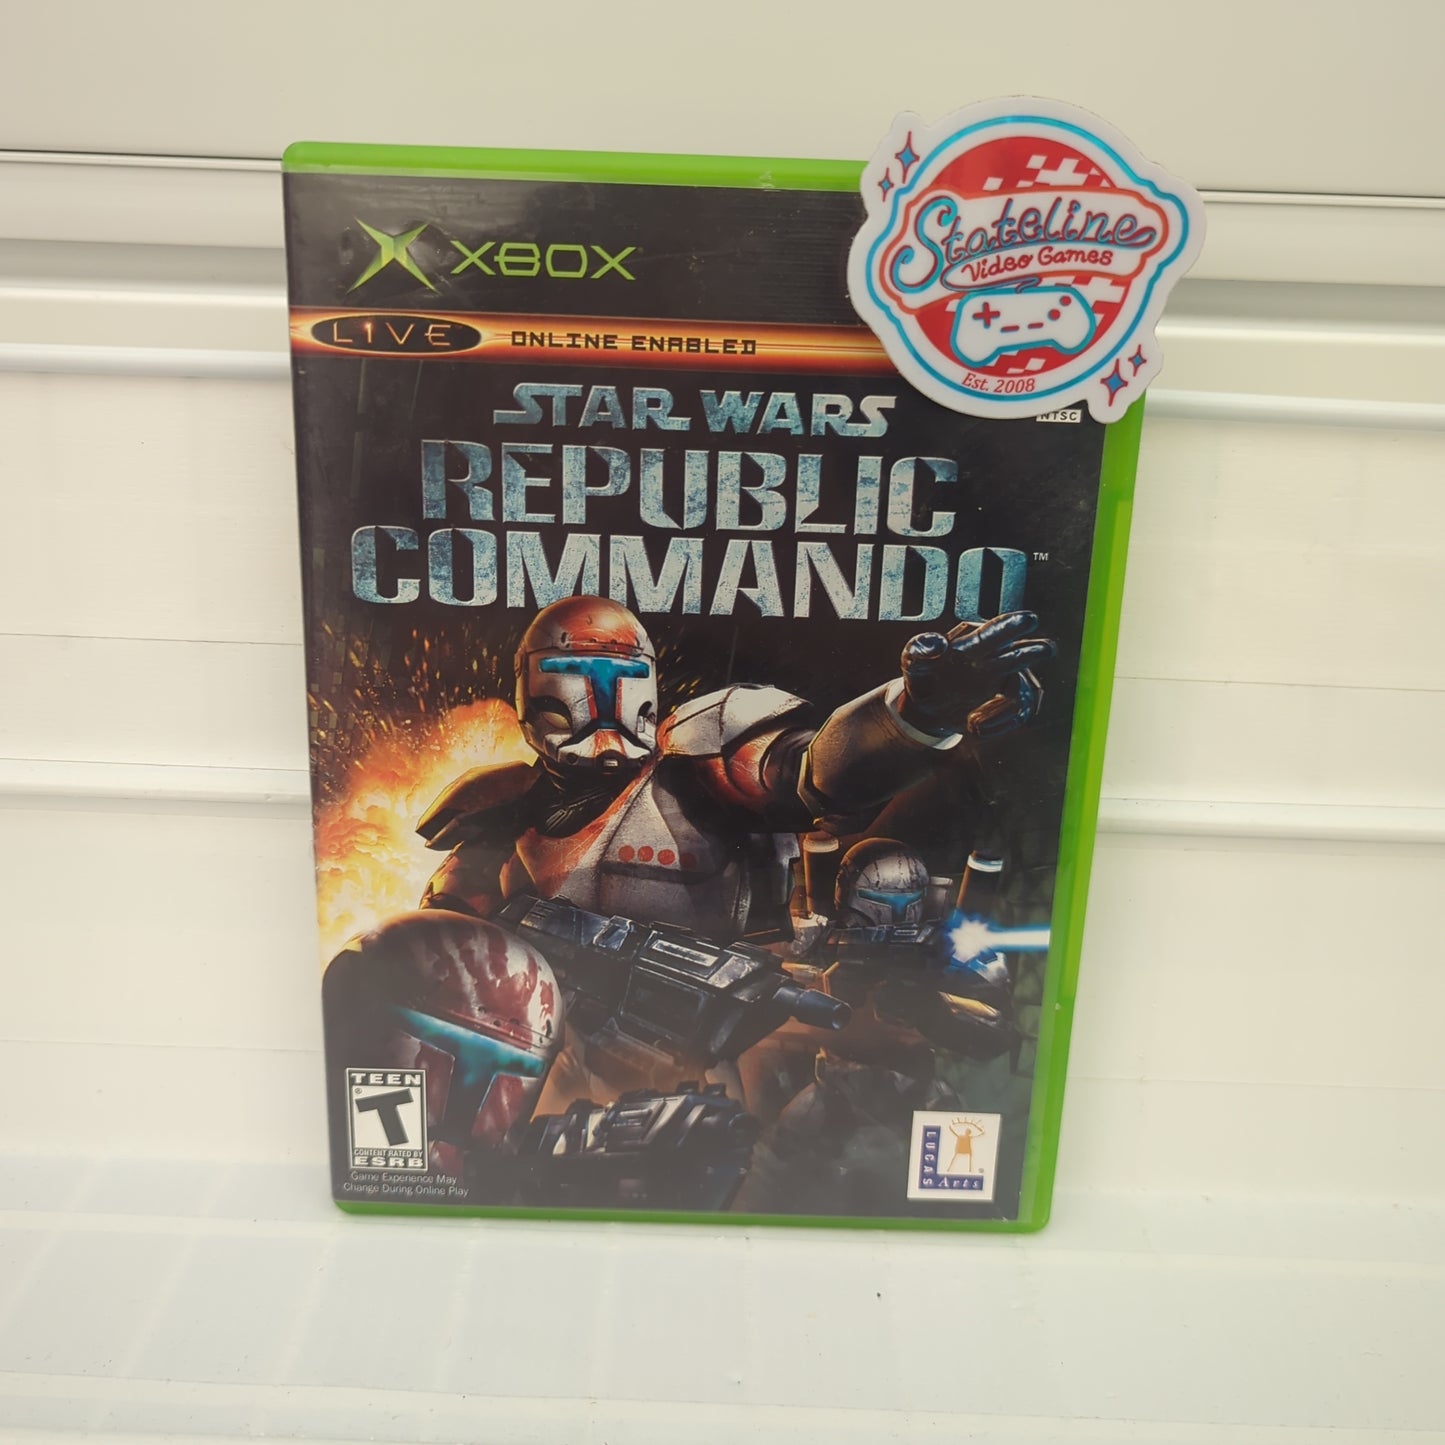 XBOX
LIVE ONLINE ENABLED
Stateline
Video Games
Est. 2008
NTSC
STAR WARS
REPUBLIC
COMMANDO™
TEEN
T
CONTENT RATED BY
ESRB
Game Experience May
Change During Online Play
LUCAS
Arts